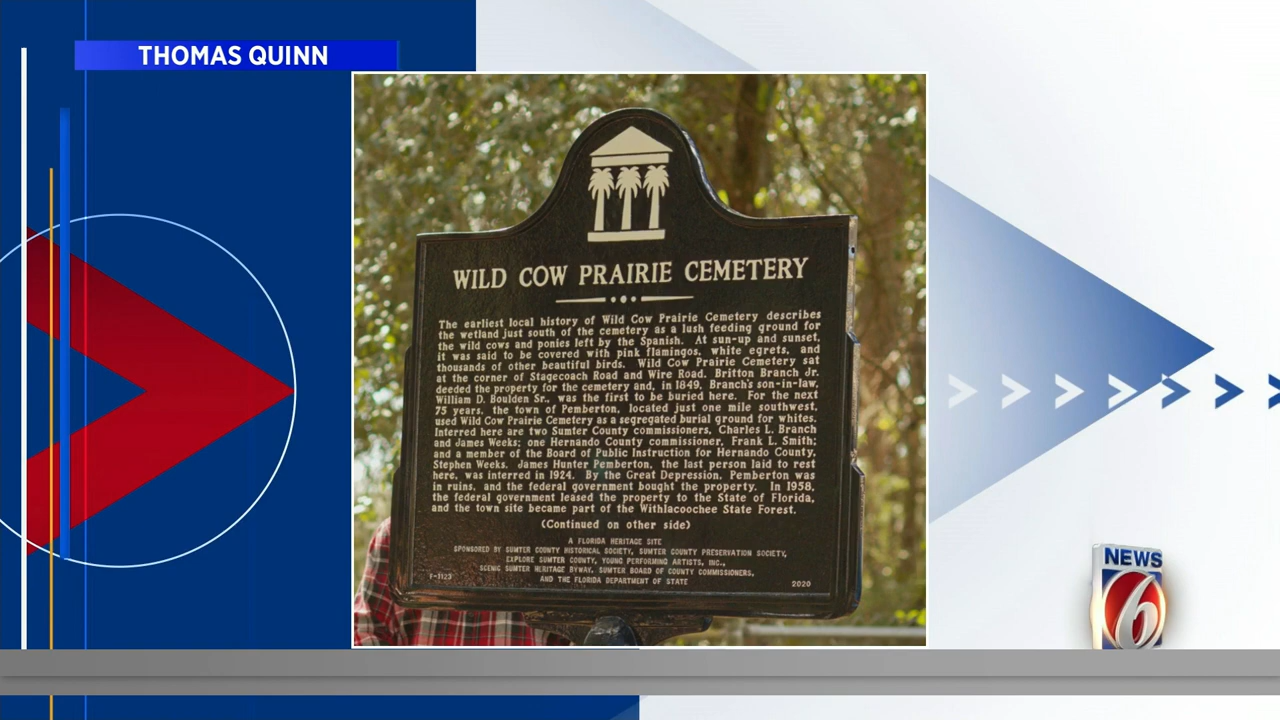 THOMAS QUINN
WILD COW PRAIRIE CEMETERY
The earliest local history of Wild Cow Prairie Cemetery describes
the wetland just south of the cemetery as a lush feeding ground for
the wild cows and ponies left by the Spanish. At sun-up and sunset,
it was said to be covered with pink flamingos, white egrets, and
thousands of other beautiful birds. Wild Cow Prairie Cemetery sat
at the corner of Stagecoach Road and Wire Road. Britton Branch Jr.
deeded the property for the cemetery and, in 1849, Branch's son-in-law,
William D. Boulden Sr., was the first to be buried here. For the next
75 years, the town of Pemberton, located just one mile southwest,
used Wild Cow Prairie Cemetery as a segregated burial ground for whites.
Interred here are two Sumter County commissioners, Charles L. Branch
and James Weeks; one Hernando County commissioner, Frank L. Smith;
and a member of the Board of Public Instruction for Hernando County,
Stephen Weeks. James Hunter Pemberton, the last person laid to rest
here, was interred in 1924. By the Great Depression, Pemberton was
in ruins, and the federal government bought the property. In 1958,
the federal government leased the property to the State of Florida,
and the town site became part of the Withlacoochee State Forest.
(Continued on other side)
A FLORIDA HERITAGE SITE
SPONSORED BY SUMTER COUNTY HISTORICAL SOCIETY, SUMTER COUNTY PRESERVATION SOCIETY,
EXPLORE SUMTER COUNTY, YOUNG PERFORMING ARTISTS, INC.,
SCENIC SUMTER HERITAGE BYWAY, SUMTER BOARD OF COUNTY COMMISSIONERS,
AND THE FLORIDA DEPARTMENT OF STATE
F-1123
2020
NEWS
6